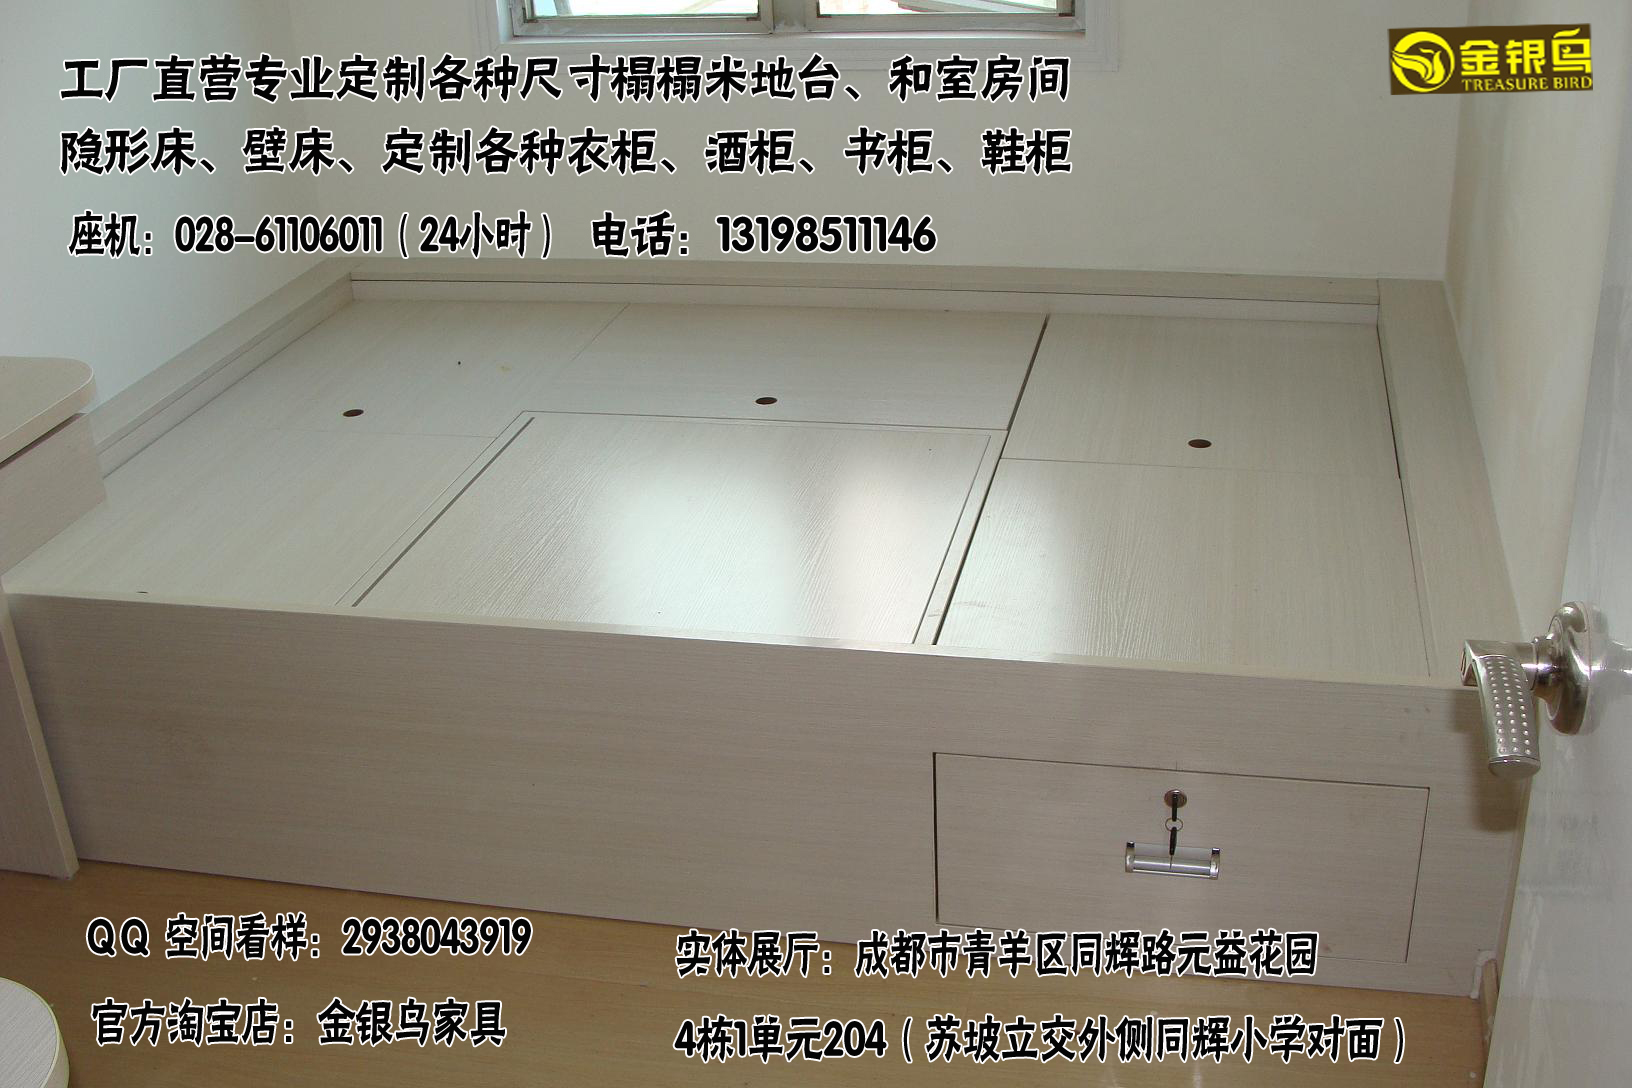 金银鸟
TREASURE BIRD
工厂直营专业定制各种尺寸榻榻米地台、和室房间
隐形床、壁床、定制各种衣柜、酒柜、书柜、鞋柜
座机：028-61106011（24小时） 电话：13198511146
QQ 空间看样：2938043919
官方淘宝店：金银鸟家具
实体展厅：成都市青羊区同辉路元益花园
4栋1单元204（苏坡立交外侧同辉小学对面）